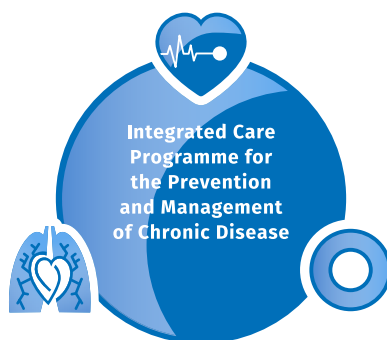 Integrated Care
Programme for
the Prevention
and Management
of Chronic Disease